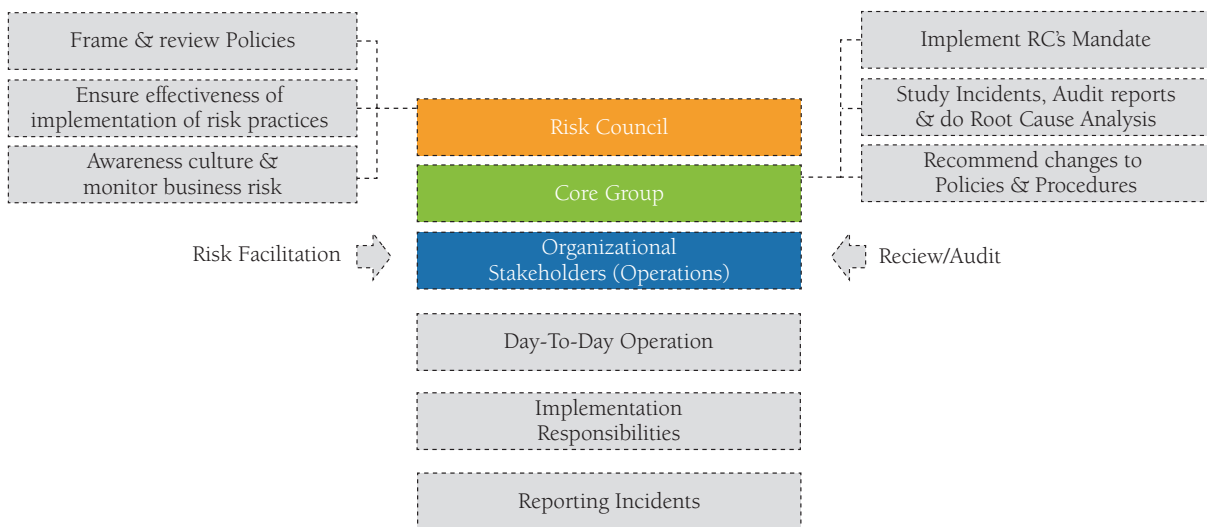 Frame & review Policies
Ensure effectiveness of
implementation of risk practices
Awareness culture &
monitor business risk
Risk Council
Core Group
Organizational
Stakeholders (Operations)
Implement RC's Mandate
Study Incidents, Audit reports
& do Root Cause Analysis
Recommend changes to
Policies & Procedures
Risk Facilitation
Reciew/Audit
Day-To-Day Operation
Implementation
Responsibilities
Reporting Incidents